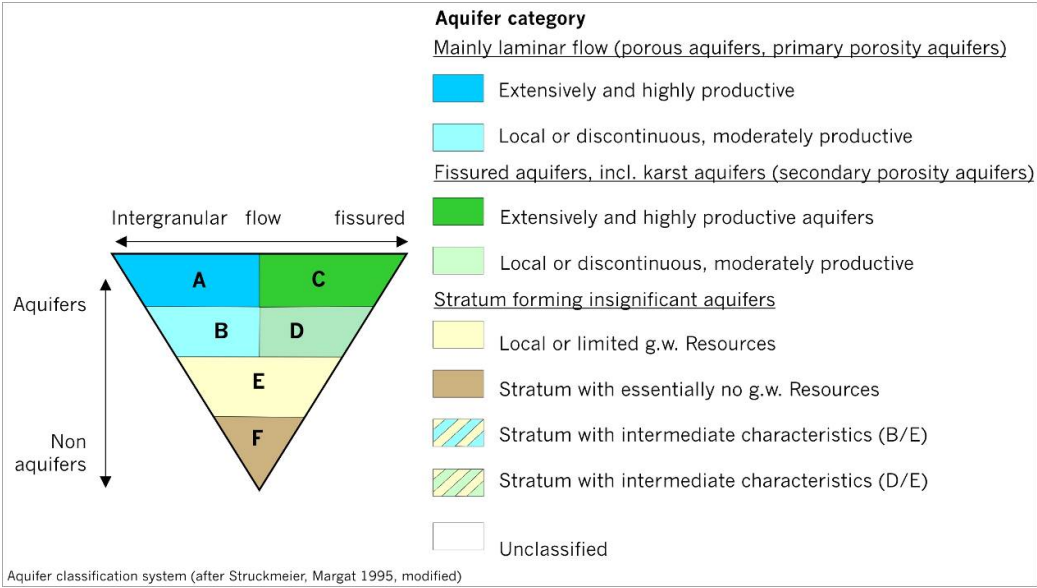 Aquifer category
Mainly laminar flow (porous aquifers, primary porosity aquifers)
Extensively and highly productive
Local or discontinuous, moderately productive
Fissured aquifers, incl. karst aquifers (secondary porosity aquifers)
Extensively and highly productive aquifers
Local or discontinuous, moderately productive
Stratum forming insignificant aquifers
Local or limited g.w. Resources
Stratum with essentially no g.w. Resources
Stratum with intermediate characteristics (B/E)
Stratum with intermediate characteristics (D/E)
Unclassified
Intergranular flow fissured
Aquifers
Non
aquifers
A C
B D
E
F
Aquifer classification system (after Struckmeier, Margat 1995, modified)